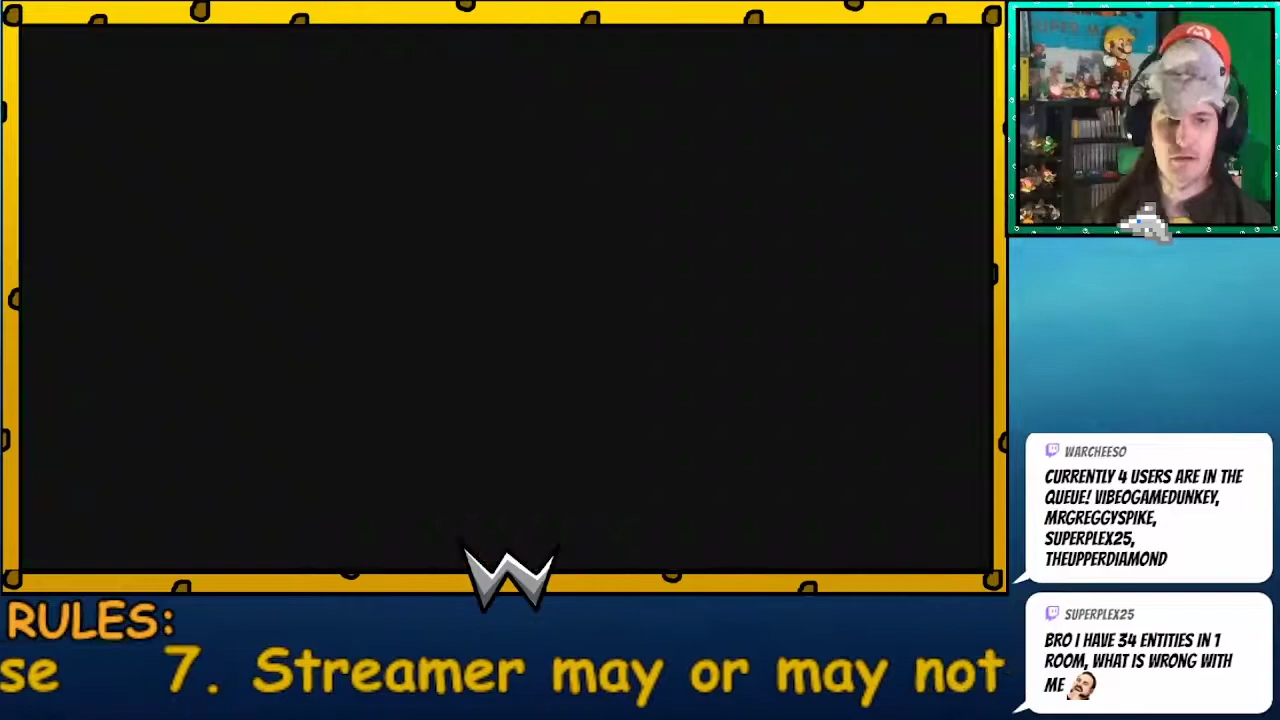 SUPER M
M
WARCHEESO
CURRENTLY 4 USERS ARE IN THE
QUEUE! VIBEOGAMEDUNKEY,
MRGREGGYSPIKE,
SUPERPLEX25,
THEUPPERDIAMOND
SUPERPLEX25
BRO I HAVE 34 ENTITIES IN 1
ROOM, WHAT IS WRONG WITH
ME
W
RULES:
se 7. Streamer may or may not